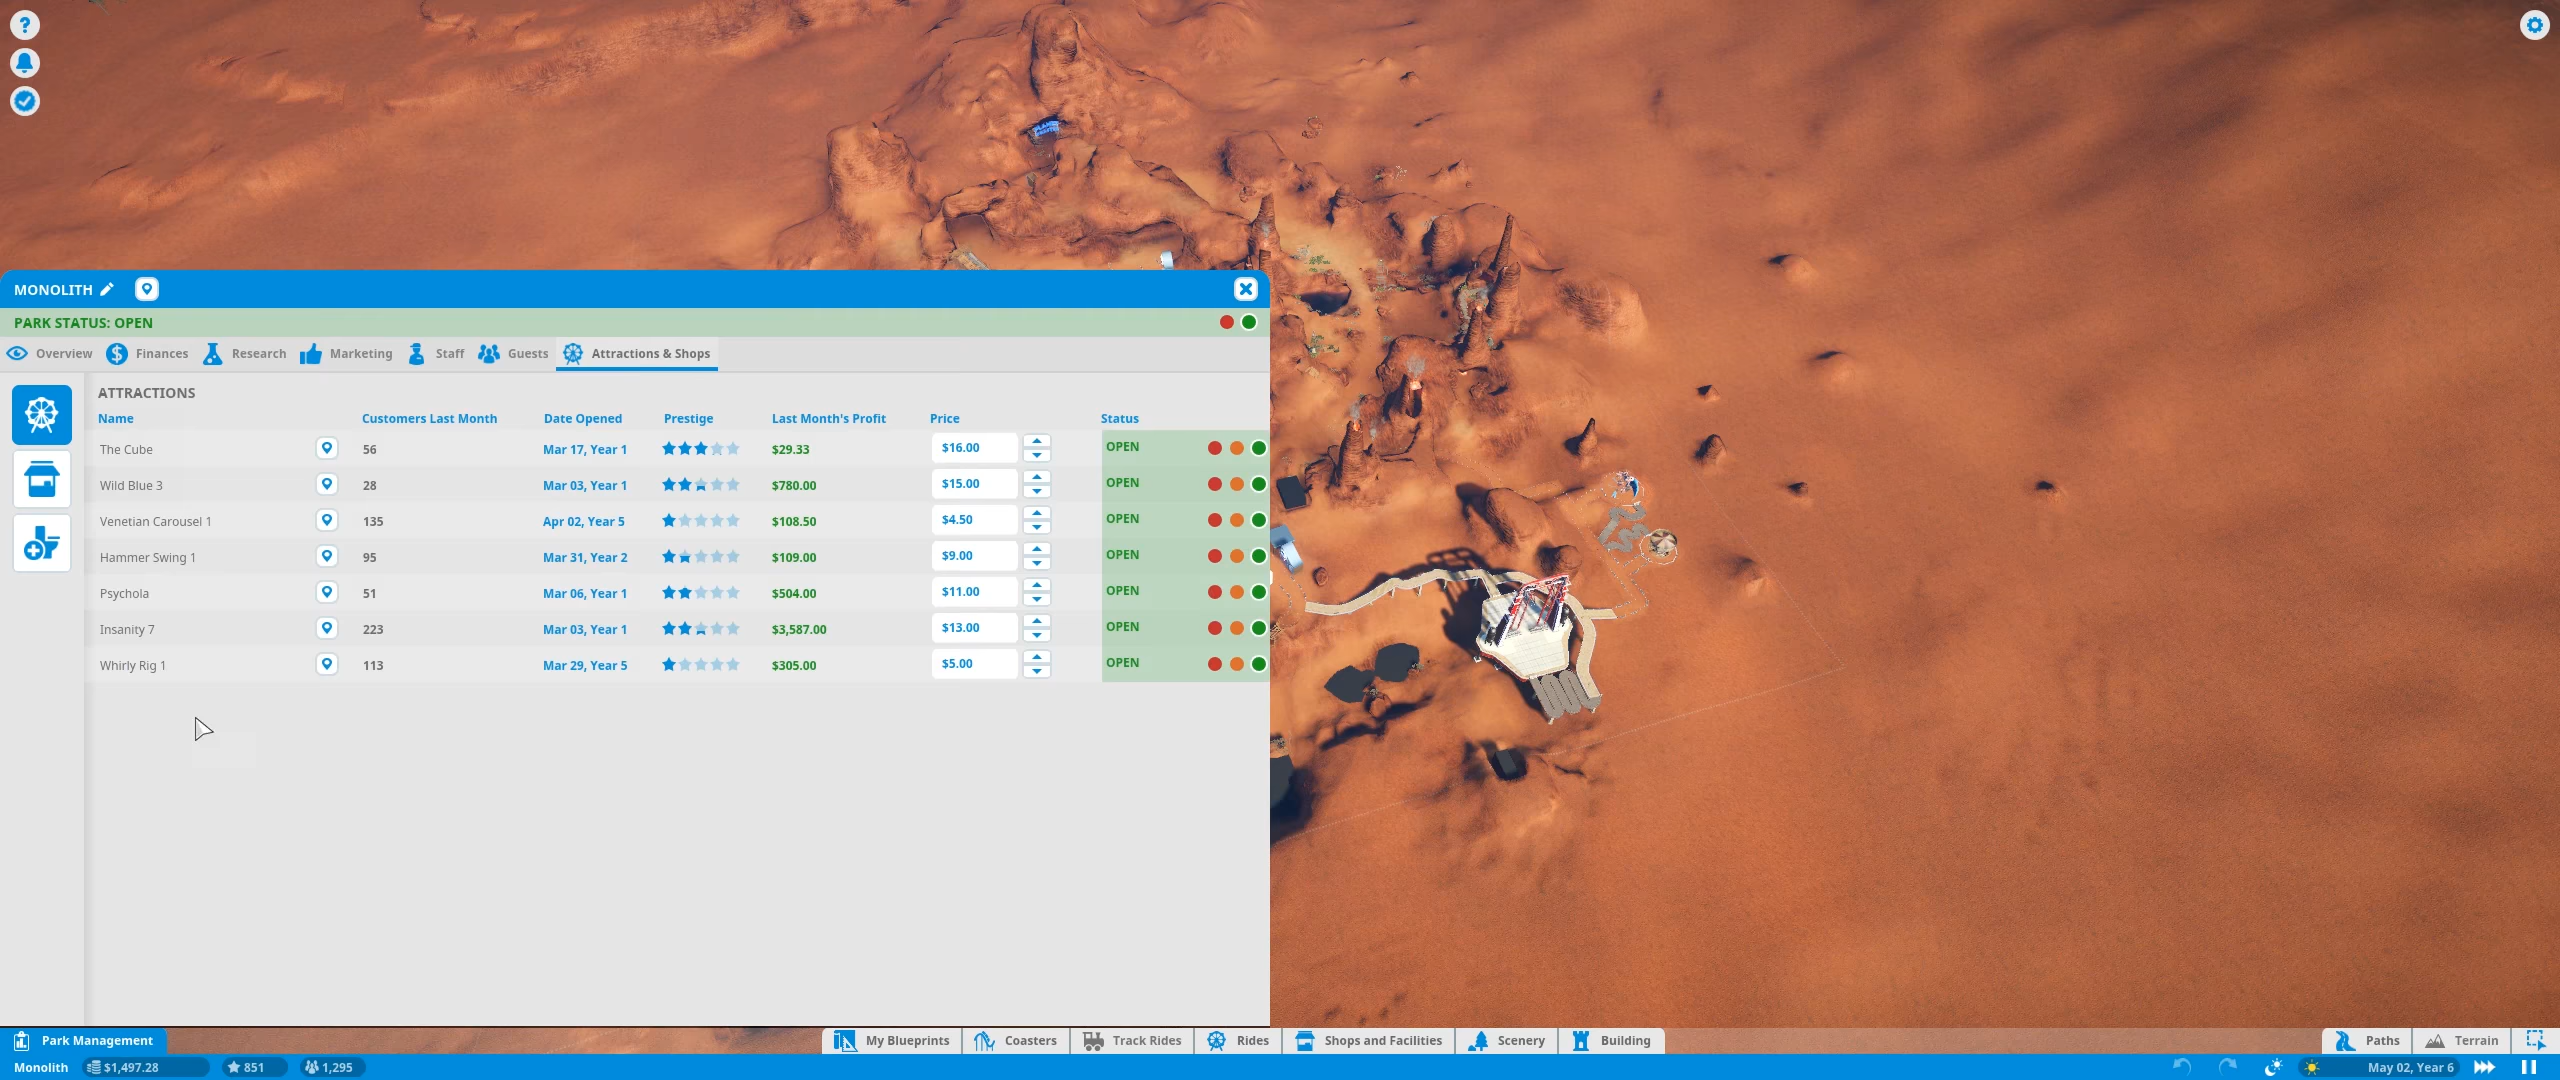 MONOLITH
PARK STATUS: OPEN
Overview Finances Research Marketing Staff Guests Attractions & Shops
ATTRACTIONS
Name Customers Last Month Date Opened Prestige Last Month's Profit Price Status
The Cube 56 Mar 17, Year 1 $29.33 $16.00 OPEN
Wild Blue 3 28 Mar 03, Year 1 $780.00 $15.00 OPEN
Venetian Carousel 1 135 Apr 02, Year 5 $108.50 $4.50 OPEN
Hammer Swing 1 95 Mar 31, Year 2 $109.00 $9.00 OPEN
Psychola 51 Mar 06, Year 1 $504.00 $11.00 OPEN
Insanity 7 223 Mar 03, Year 1 $3,587.00 $13.00 OPEN
Whirly Rig 1 113 Mar 29, Year 5 $305.00 $5.00 OPEN
Park Management My Blueprints Coasters Track Rides Rides Shops and Facilities Scenery Building Paths Terrain
Monolith $1,497.28 851 1,295 May 02, Year 6